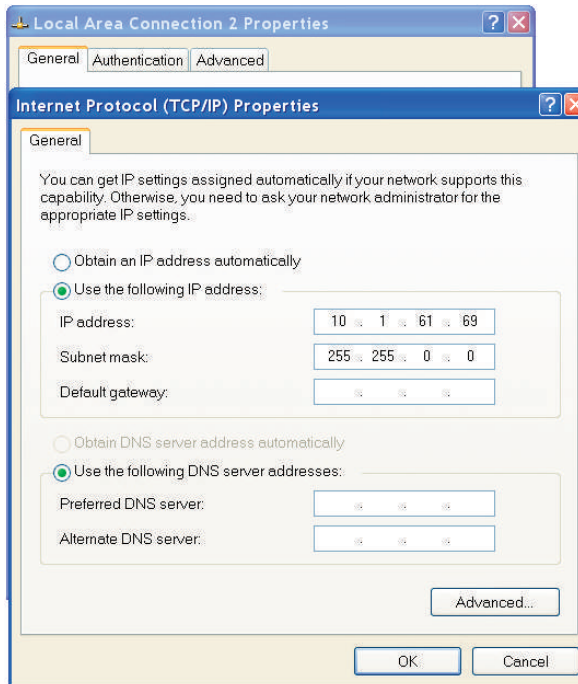 Local Area Connection 2 Properties
General Authentication Advanced
Internet Protocol (TCP/IP) Properties
General
You can get IP settings assigned automatically if your network supports this
capability. Otherwise, you need to ask your network administrator for the
appropriate IP settings.
Obtain an IP address automatically
Use the following IP address:
IP address: 10 . 1 . 61 . 69
Subnet mask: 255 . 255 . 0 . 0
Default gateway: . . .
Obtain DNS server address automatically
Use the following DNS server addresses:
Preferred DNS server: . . .
Alternate DNS server: . . .
Advanced...
OK Cancel